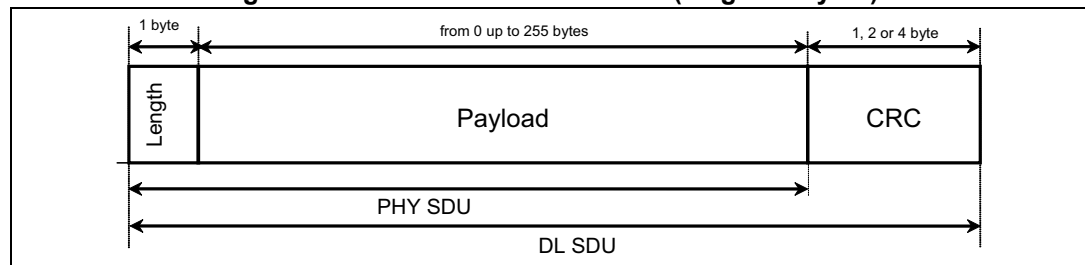 1 byte
from 0 up to 255 bytes
1, 2 or 4 byte
Length
Payload
CRC
PHY SDU
DL SDU